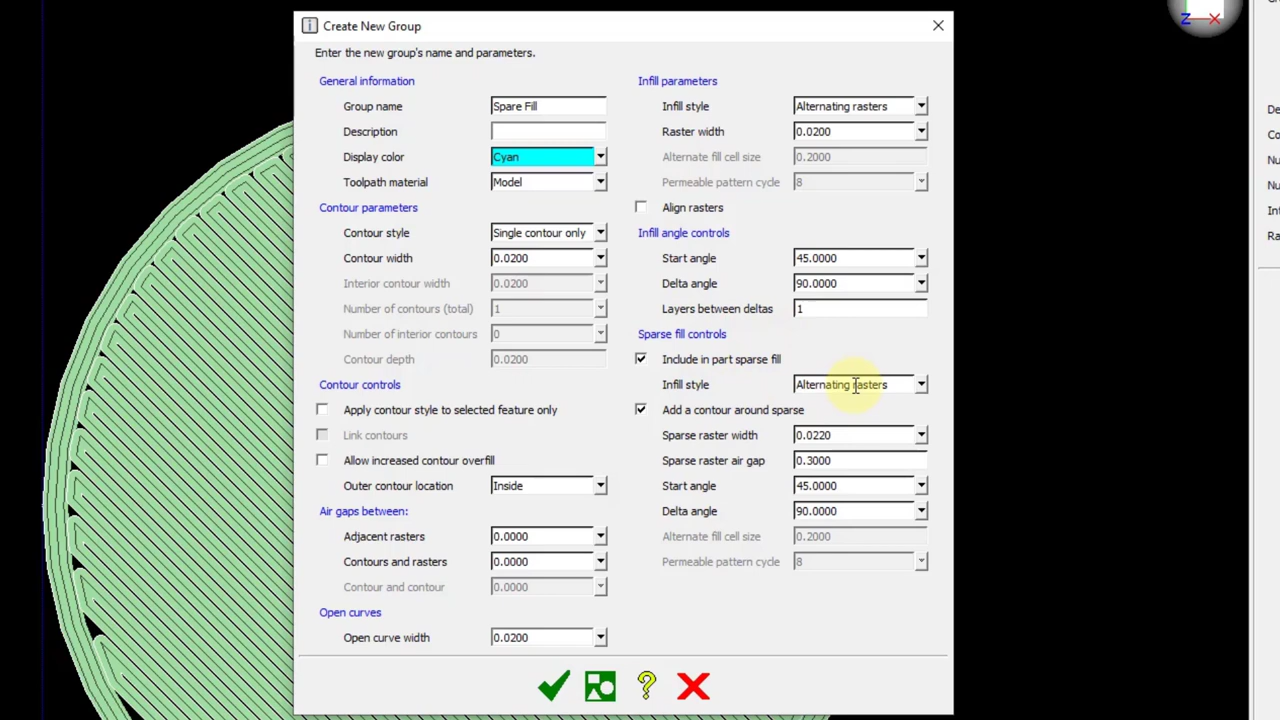 Create New Group
Enter the new group's name and parameters.
General information
Group name Spare Fill
Description
Display color Cyan
Toolpath material Model
Contour parameters
Contour style Single contour only
Contour width 0.0200
Interior contour width 0.0200
Number of contours (total) 1
Number of interior contours 0
Contour depth 0.0200
Contour controls
Apply contour style to selected feature only
Link contours
Allow increased contour overfill
Outer contour location Inside
Air gaps between:
Adjacent rasters 0.0000
Contours and rasters 0.0000
Contour and contour 0.0000
Open curves
Open curve width 0.0200
Infill parameters
Infill style Alternating rasters
Raster width 0.0200
Alternate fill cell size 0.2000
Permeable pattern cycle 8
Align rasters
Infill angle controls
Start angle 45.0000
Delta angle 90.0000
Layers between deltas 1
Sparse fill controls
Include in part sparse fill
Infill style Alternating rasters
Add a contour around sparse
Sparse raster width 0.0220
Sparse raster air gap 0.3000
Start angle 45.0000
Delta angle 90.0000
Alternate fill cell size 0.2000
Permeable pattern cycle 8
Z X
De
Co
Nu
Nu
Int
Ra